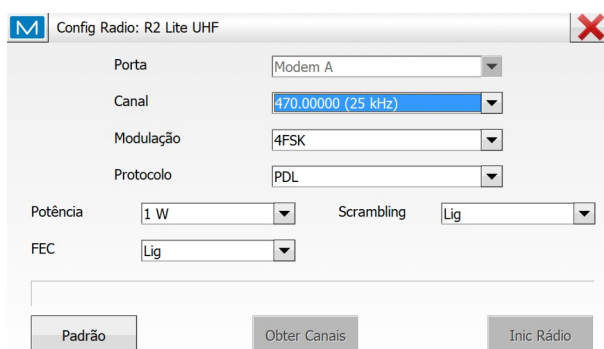 Config Radio: R2 Lite UHF
Porta Modem A
Canal 470.00000 (25 kHz)
Modulação 4FSK
Protocolo PDL
Potência 1 W Scrambling Lig
FEC Lig
Padrão Obter Canais Inic Rádio